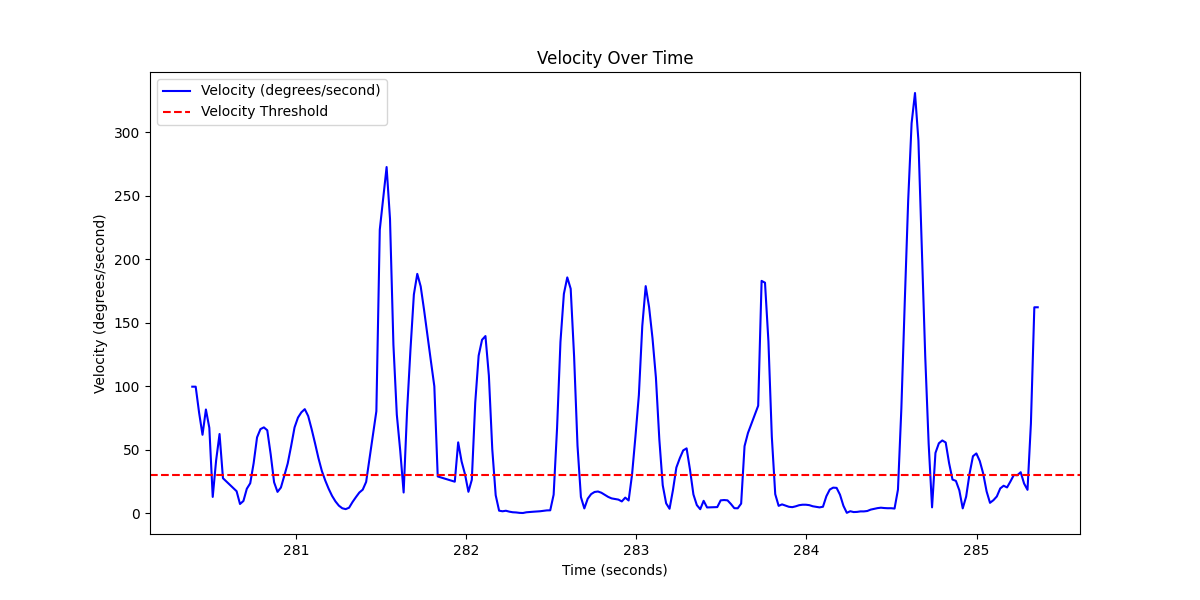 Velocity Over Time
Velocity (degrees/second)
Velocity Threshold
Velocity (degrees/second)
300
250
200
150
100
50
0
281 282 283 284 285
Time (seconds)